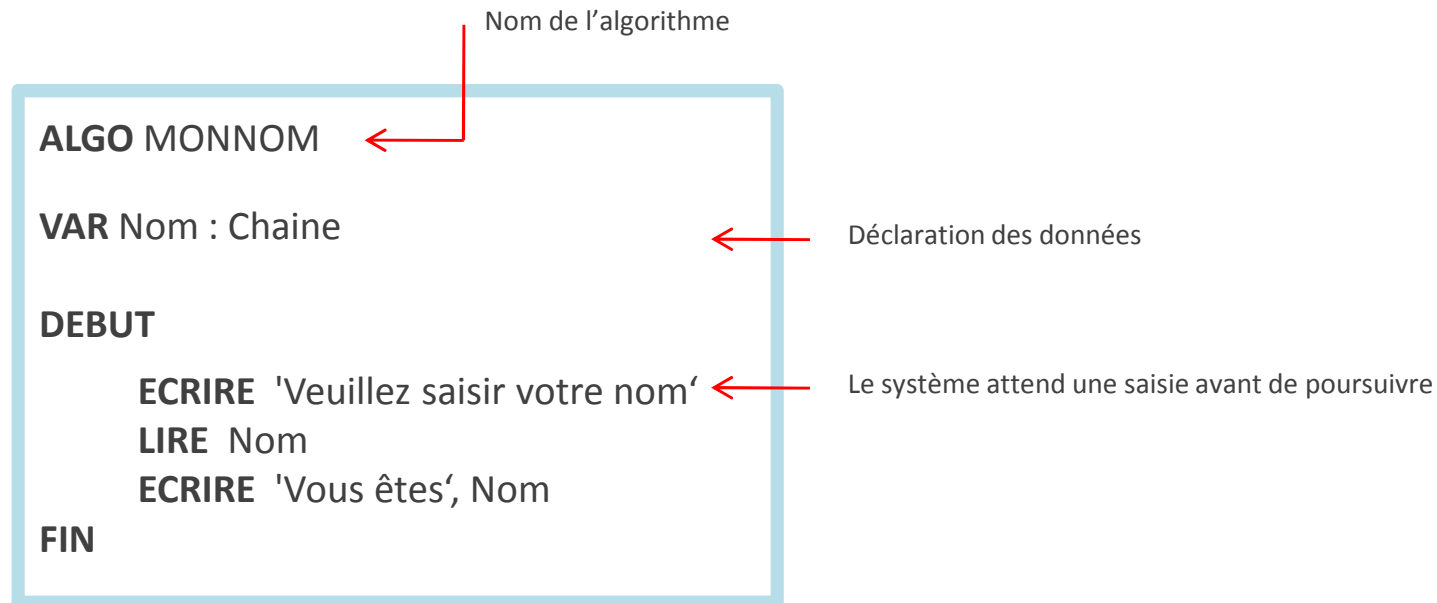 Nom de l’algorithme
ALGO MONNOM
VAR Nom : Chaine
Déclaration des données
DEBUT
ECRIRE 'Veuillez saisir votre nom‘
Le système attend une saisie avant de poursuivre
LIRE Nom
ECRIRE 'Vous êtes‘, Nom
FIN